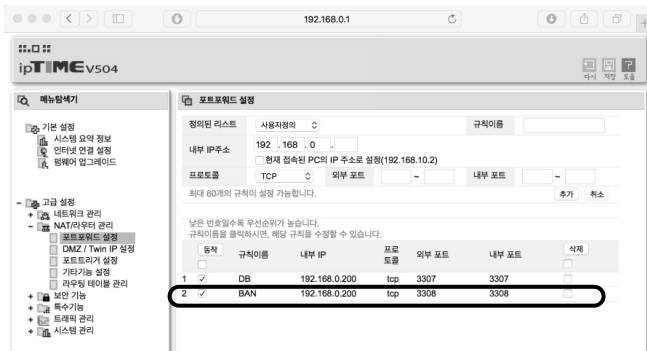 192.168.0.1
ipTIMEV504
다시 저장 도움
메뉴탐색기
기본 설정
시스템 요약 정보
인터넷 연결 설정
펌웨어 업그레이드
- 고급 설정
+ 네트워크 관리
- NAT/라우터 관리
포트포워드 설정
DMZ / Twin IP 설정
포트트리거 설정
기타기능 설정
라우팅 테이블 관리
+ 보안 기능
+ 특수기능
+ 트래픽 관리
+ 시스템 관리
포트포워드 설정
정의된 리스트 사용자정의 규칙이름
내부 IP주소 192 . 168 . 0 .
현재 접속된 PC의 IP 주소로 설정(192.168.10.2)
프로토콜 TCP 외부 포트 ~ 내부 포트 ~
최대 60개의 규칙이 설정 가능합니다. 추가 취소
낮은 번호일수록 우선순위가 높습니다.
규칙이름을 클릭하시면, 해당 규칙을 수정할 수 있습니다.
동작 규칙이름 내부 IP 프로토콜 외부 포트 내부 포트 삭제
1 DB 192.168.0.200 tcp 3307 3307
2 BAN 192.168.0.200 tcp 3308 3308